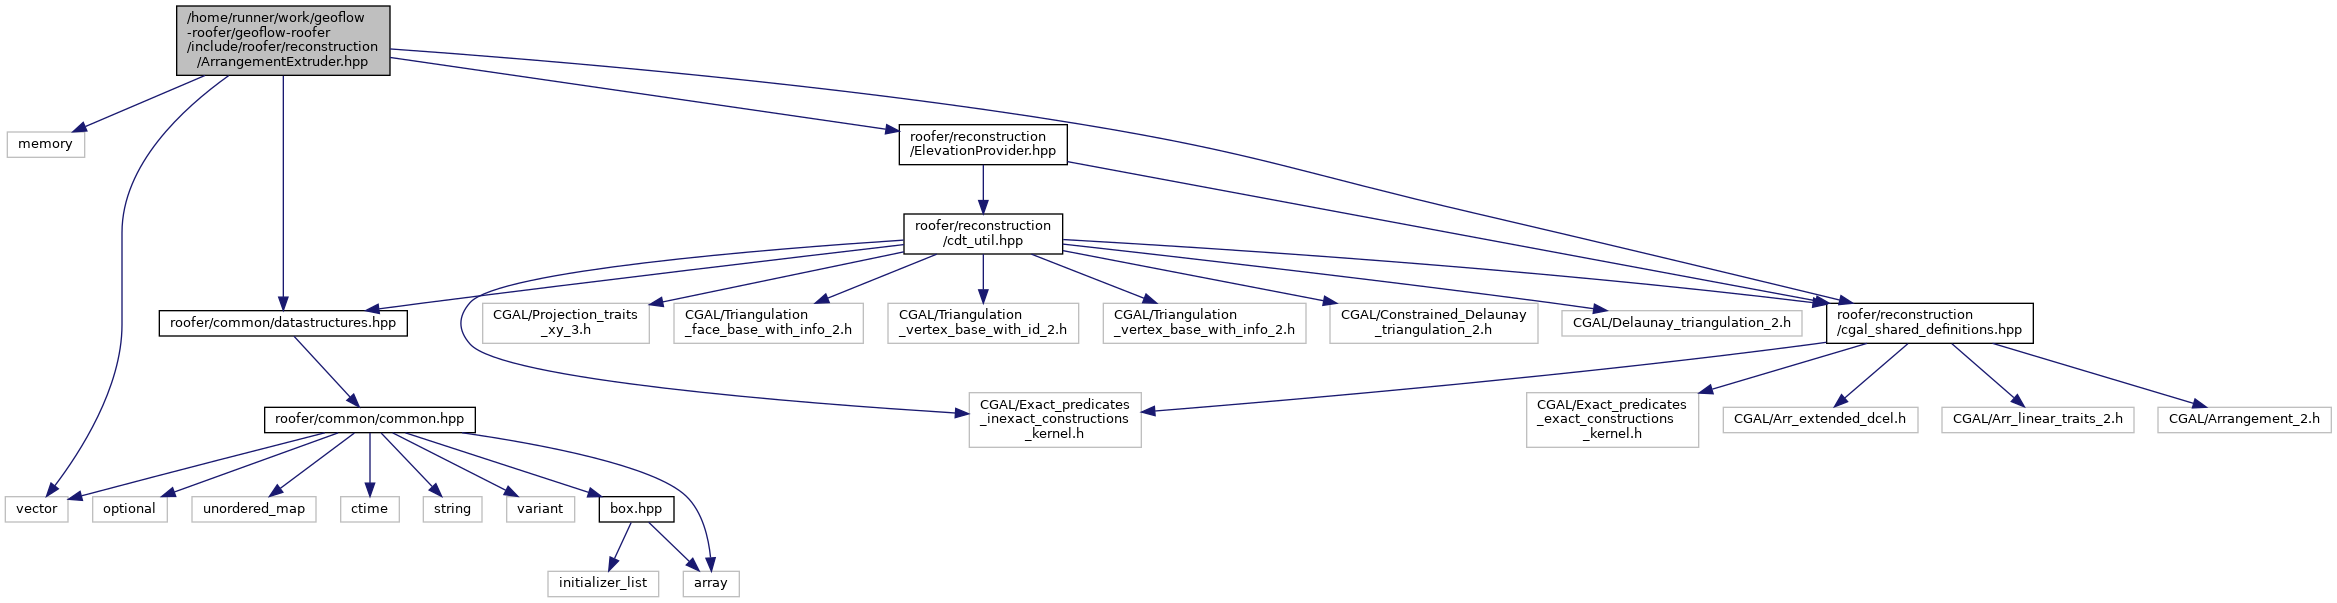 /home/runner/work/geoflow
-roofer/geoflow-roofer
/include/roofer/reconstruction
/ArrangementExtruder.hpp
memory
roofer/reconstruction
/ElevationProvider.hpp
roofer/reconstruction
/cdt_util.hpp
roofer/common/datastructures.hpp
CGAL/Projection_traits
_xy_3.h
CGAL/Triangulation
_face_base_with_info_2.h
CGAL/Triangulation
_vertex_base_with_id_2.h
CGAL/Triangulation
_vertex_base_with_info_2.h
CGAL/Constrained_Delaunay
_triangulation_2.h
CGAL/Delaunay_triangulation_2.h
roofer/reconstruction
/cgal_shared_definitions.hpp
roofer/common/common.hpp
CGAL/Exact_predicates
_inexact_constructions
_kernel.h
CGAL/Exact_predicates
_exact_constructions
_kernel.h
CGAL/Arr_extended_dcel.h
CGAL/Arr_linear_traits_2.h
CGAL/Arrangement_2.h
vector
optional
unordered_map
ctime
string
variant
box.hpp
initializer_list
array